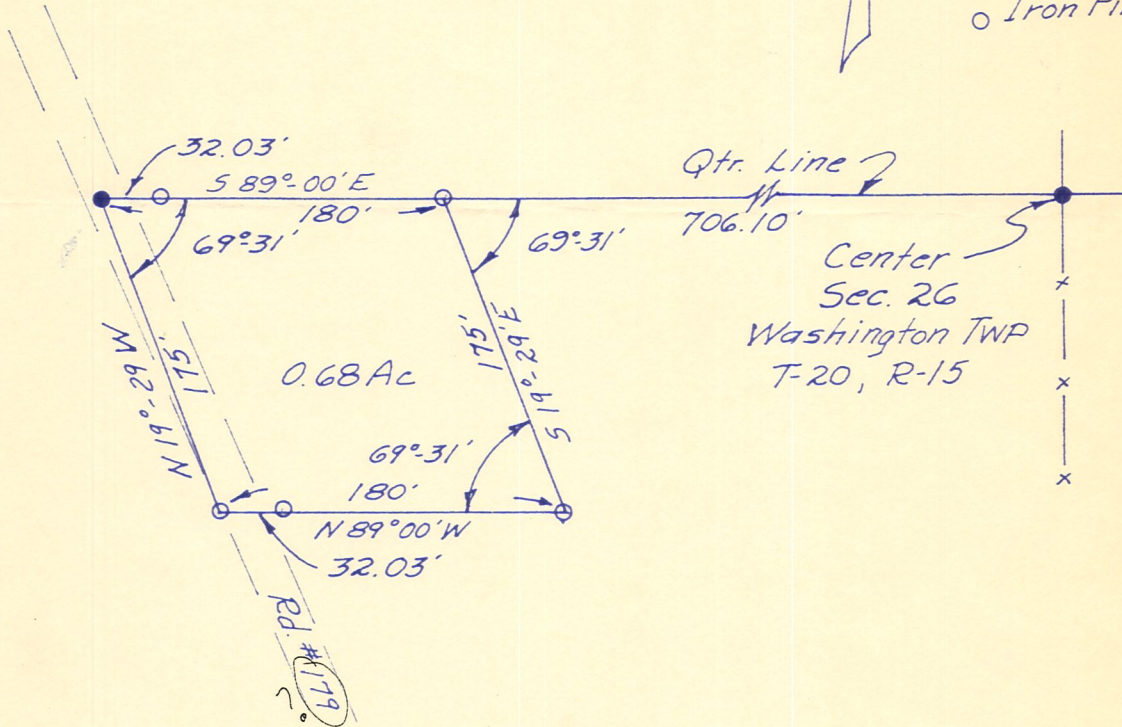 o Iron Pi
32.03'
S 89°-00'E
180'
69°-31'
69°-31'
Qtr. Line
706.10'
Center
Sec. 26
Washington TWP
T-20, R-15
N 19°-29'W
175'
0.68 Ac
175'
S 19°-29'E
69°-31'
180'
N 89°00'W
32.03'
Rd. #179
?